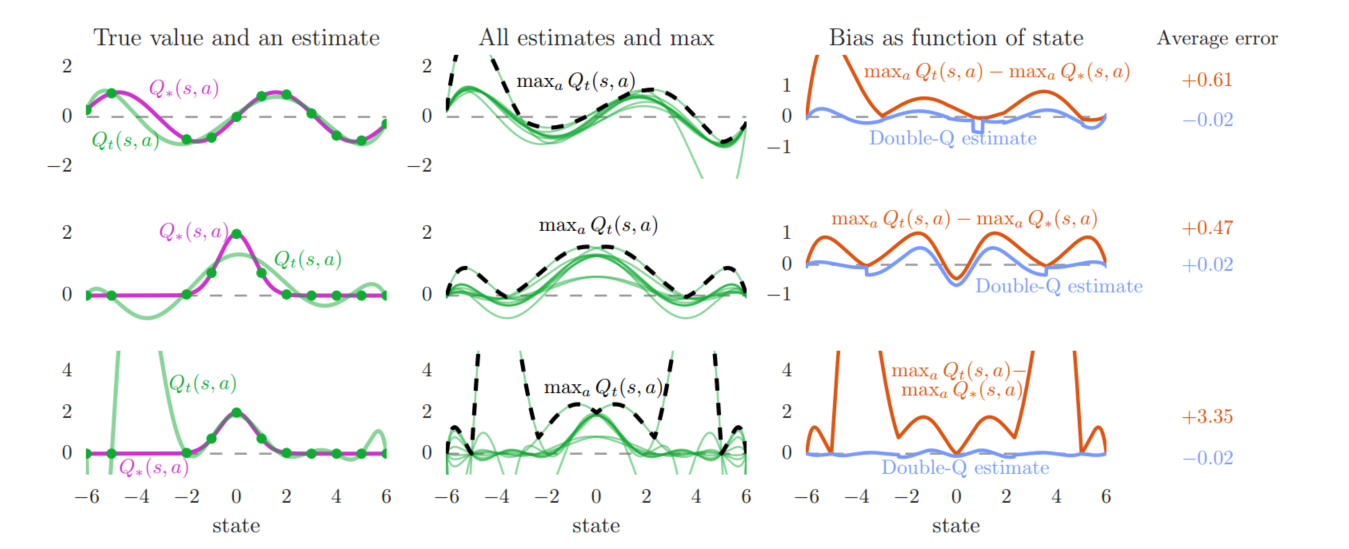 True value and an estimate
All estimates and max
Bias as function of state
Average error
2
0
−2
Q∗(s, a)
Qt(s, a)
2
0
−2
maxa Qt(s, a)
1
0
−1
maxa Qt(s, a) − maxa Q∗(s, a)
Double-Q estimate
+0.61
−0.02
2
0
Q∗(s, a)
Qt(s, a)
2
0
maxa Qt(s, a)
1
0
−1
maxa Qt(s, a) − maxa Q∗(s, a)
Double-Q estimate
+0.47
+0.02
4
2
0
Qt(s, a)
Q∗(s, a)
−6 −4 −2 0 2 4 6
state
4
2
0
maxa Qt(s, a)
−6 −4 −2 0 2 4 6
state
4
2
0
maxa Qt(s, a)−
maxa Q∗(s, a)
Double-Q estimate
−6 −4 −2 0 2 4 6
state
+3.35
−0.02